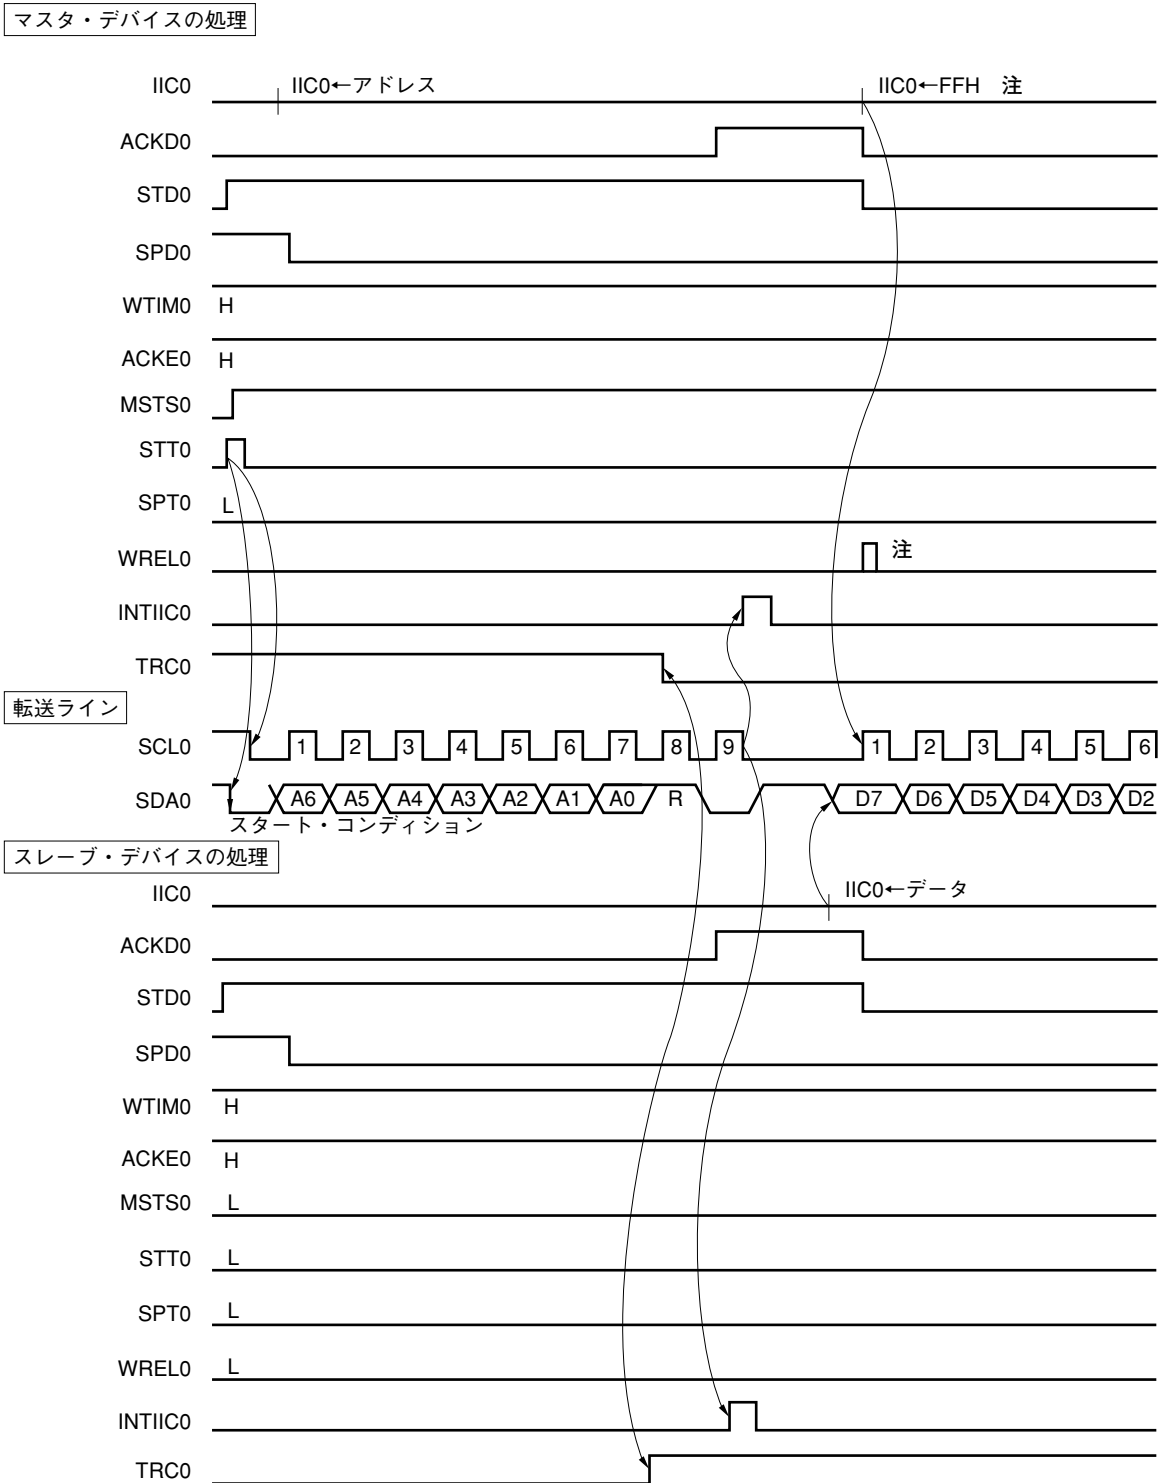 マスタ・デバイスの処理
IIC0 IIC0←アドレス IIC0←FFH 注
ACKD0
STD0
SPD0
WTIM0 H
ACKE0 H
MSTS0
STT0
SPT0 L
WREL0 注
INTIIC0
TRC0
転送ライン
SCL0 1 2 3 4 5 6 7 8 9 1 2 3 4 5 6
SDA0 A6 A5 A4 A3 A2 A1 A0 R D7 D6 D5 D4 D3 D2
スタート・コンディション
スレーブ・デバイスの処理
IIC0 IIC0←データ
ACKD0
STD0
SPD0
WTIM0 H
ACKE0 H
MSTS0 L
STT0 L
SPT0 L
WREL0 L
INTIIC0
TRC0